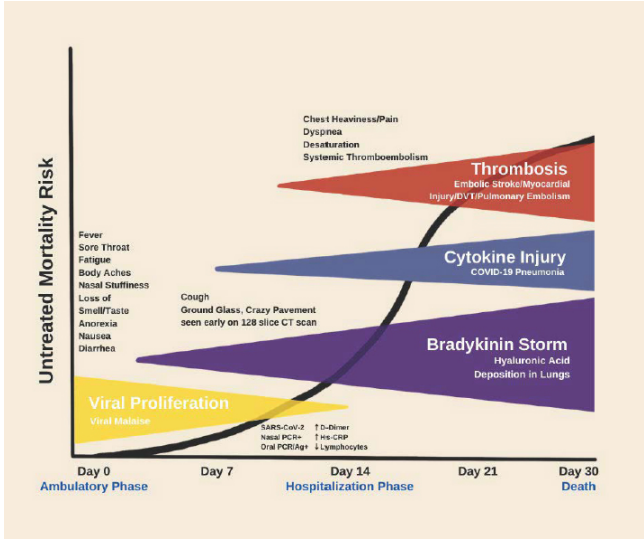 Untreated Mortality Risk
Chest Heaviness/Pain
Dyspnea
Desaturation
Systemic Thromboembolism
Thrombosis
Embolic Stroke/Myocardial
Injury/DVT/Pulmonary Embolism
Fever
Sore Throat
Fatigue
Body Aches
Nasal Stuffiness
Loss of
Smell/Taste
Anorexia
Nausea
Diarrhea
Cytokine Injury
COVID-19 Pneumonia
Cough
Ground Glass, Crazy Pavement
seen early on 128 slice CT scan
Bradykinin Storm
Hyaluronic Acid
Deposition in Lungs
Viral Proliferation
Viral Malaise
SARS-CoV-2 ↑D-Dimer
Nasal PCR+ ↑His-CRP
Oral PCR/Ag+ ↓Lymphocytes
Day 0 Day 7 Day 14 Day 21 Day 30
Ambulatory Phase Hospitalization Phase Death